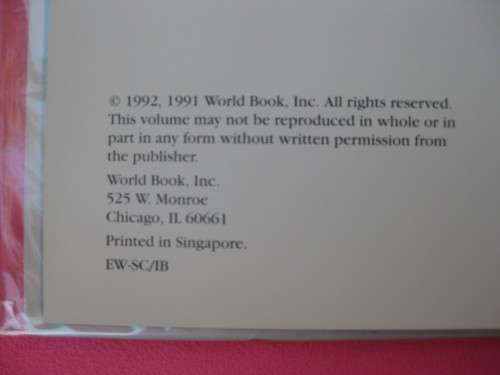 © 1992, 1991 World Book, Inc. All rights reserved.
This volume may not be reproduced in whole or in
part in any form without written permission from
the publisher.
World Book, Inc.
525 W. Monroe
Chicago, IL 60661
Printed in Singapore.
EW-SC/IB